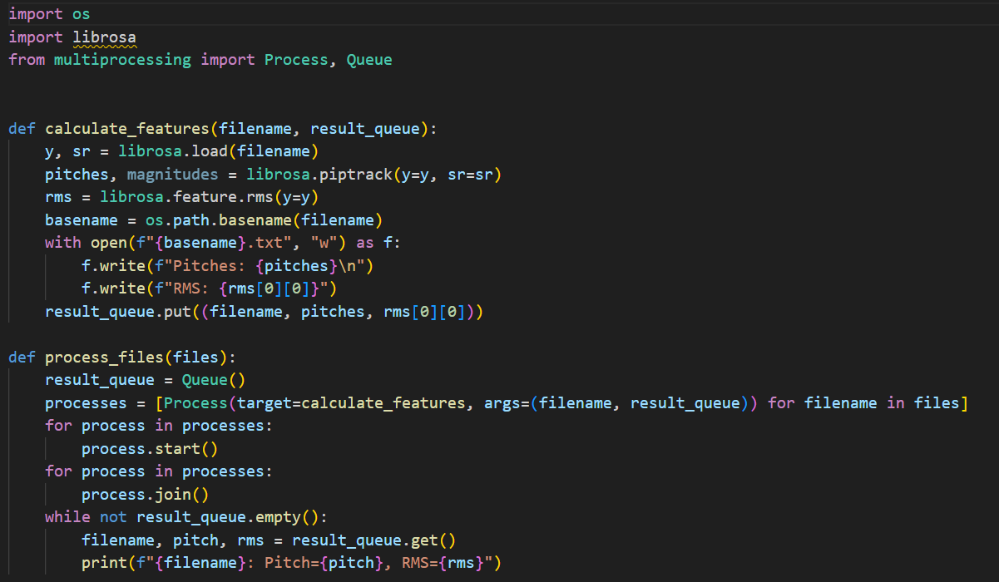 import os
import librosa
from multiprocessing import Process, Queue


def calculate_features(filename, result_queue):
    y, sr = librosa.load(filename)
    pitches, magnitudes = librosa.piptrack(y=y, sr=sr)
    rms = librosa.feature.rms(y=y)
    basename = os.path.basename(filename)
    with open(f"{basename}.txt", "w") as f:
        f.write(f"Pitches: {pitches}\n")
        f.write(f"RMS: {rms[0][0]}")
    result_queue.put((filename, pitches, rms[0][0]))

def process_files(files):
    result_queue = Queue()
    processes = [Process(target=calculate_features, args=(filename, result_queue)) for filename in files]
    for process in processes:
        process.start()
    for process in processes:
        process.join()
    while not result_queue.empty():
        filename, pitch, rms = result_queue.get()
        print(f"{filename}: Pitch={pitch}, RMS={rms}")